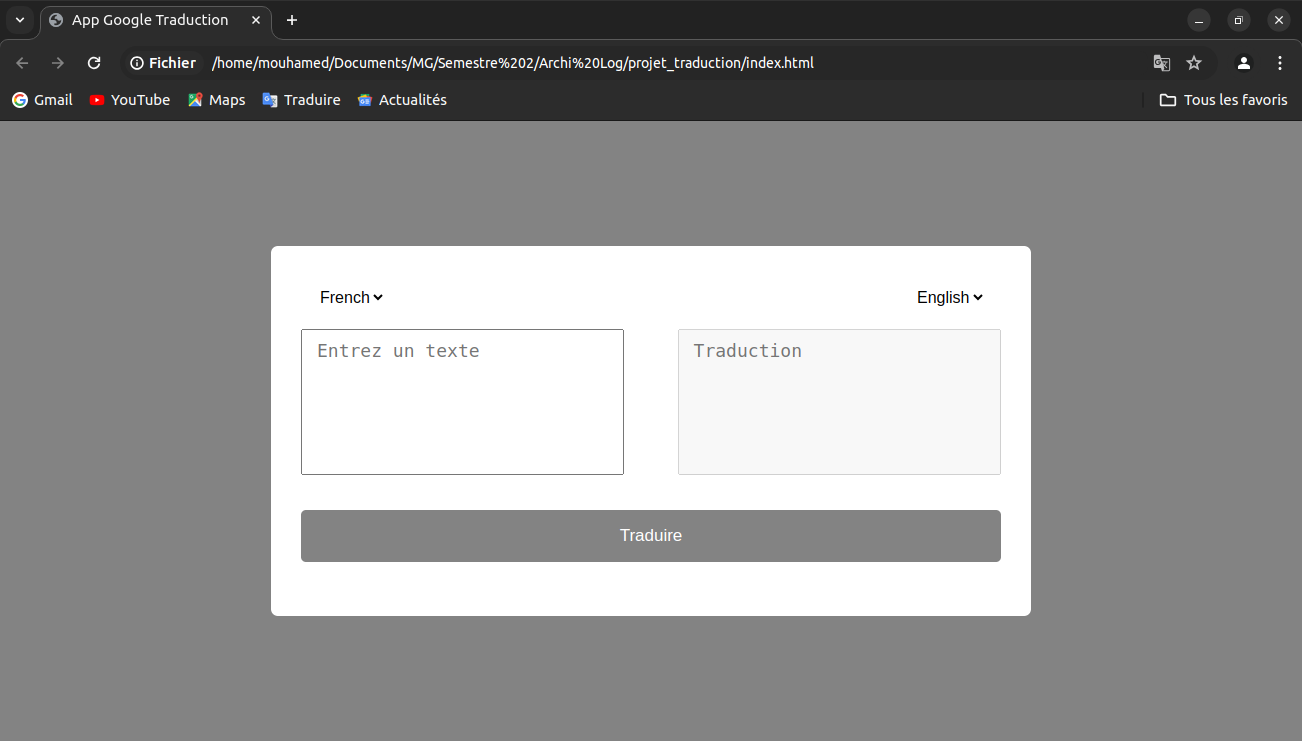 App Google Traduction
Fichier /home/mouhamed/Documents/MG/Semestre%202/Archi%20Log/projet_traduction/index.html
Gmail YouTube Maps Traduire Actualités Tous les favoris
French English
Entrez un texte Traduction
Traduire